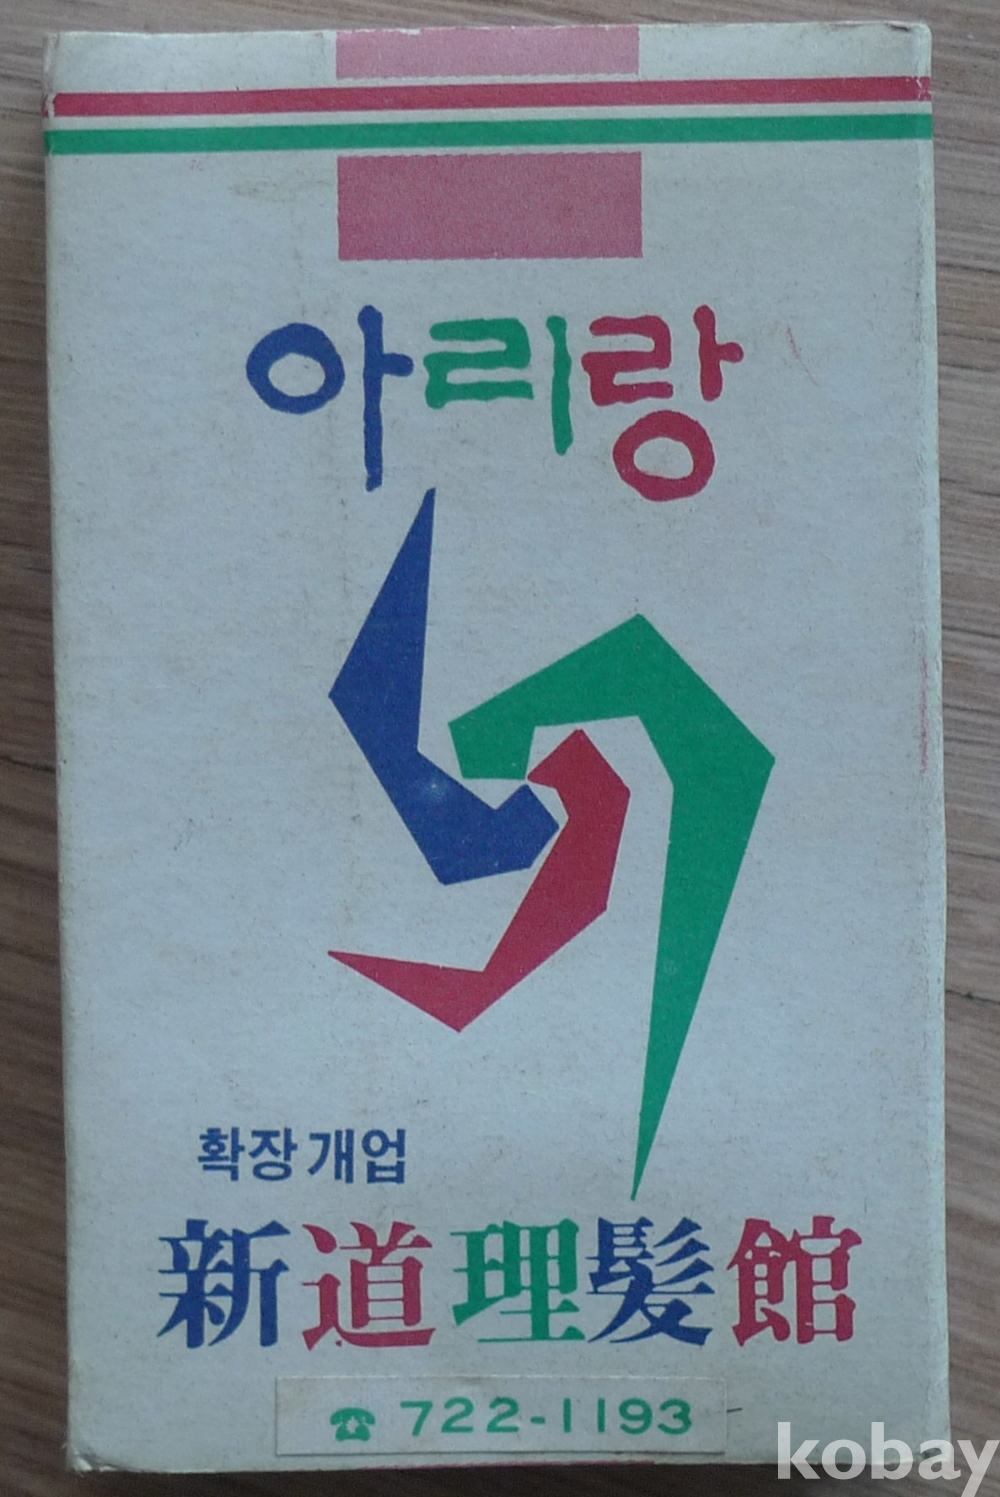 아리랑
확장개업
新道理髮館
☎ 722-1193
kobay